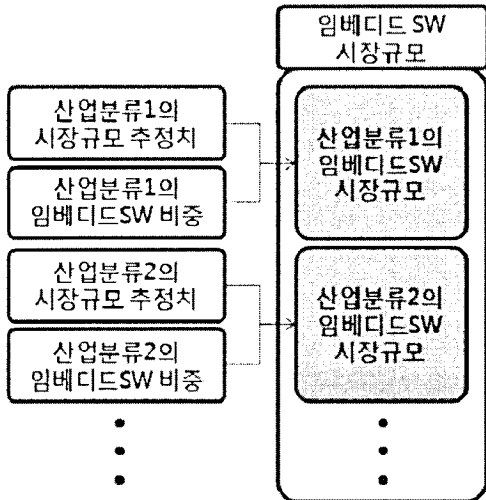 임베디드 SW
시장규모
산업분류1의
시장규모 추정치
산업분류1의
임베디드SW 비중
산업분류1의
임베디드SW
시장규모
산업분류2의
시장규모 추정치
산업분류2의
임베디드SW 비중
산업분류2의
임베디드SW
시장규모